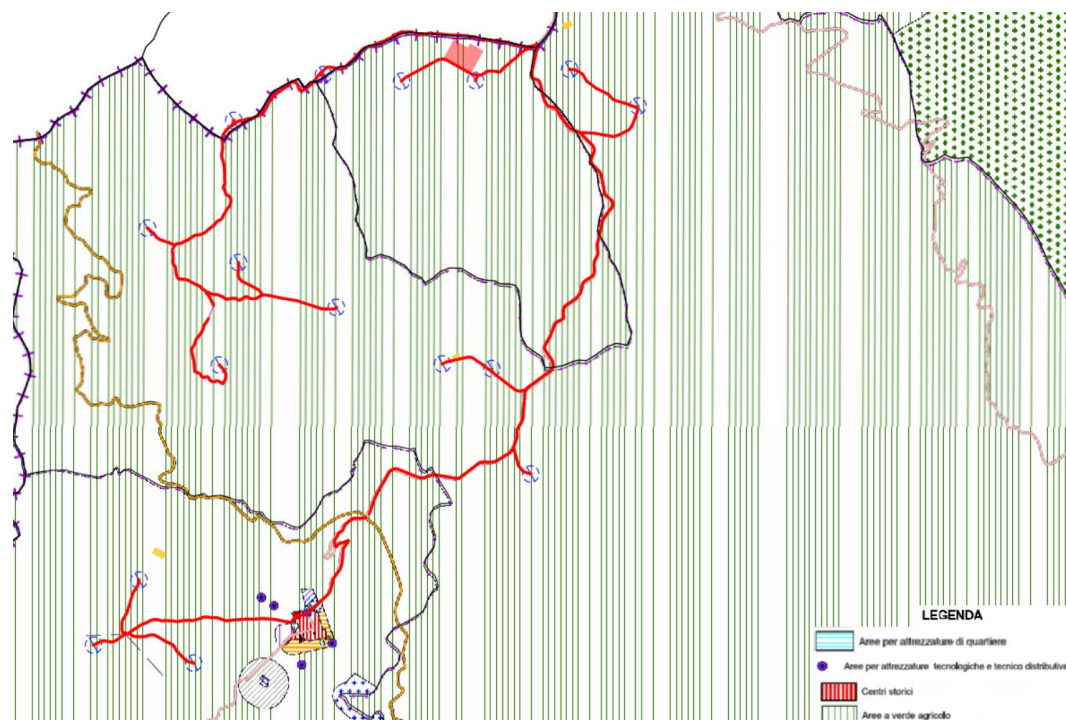 LEGENDA
Aree per attrezzature di quartiere
Aree per attrezzature tecnologiche e tecnico distributive
Centri storici
Aree a verde agricolo